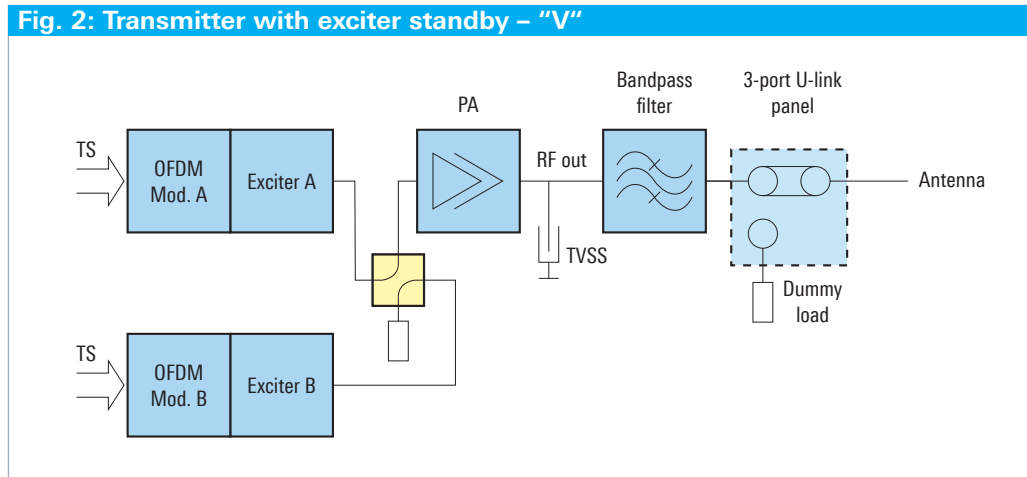 Fig. 2: Transmitter with exciter standby – “V“
TS
OFDM
Mod. A
Exciter A
PA
RF out
TVSS
Bandpass
filter
3-port U-link
panel
Antenna
Dummy
load
TS
OFDM
Mod. B
Exciter B